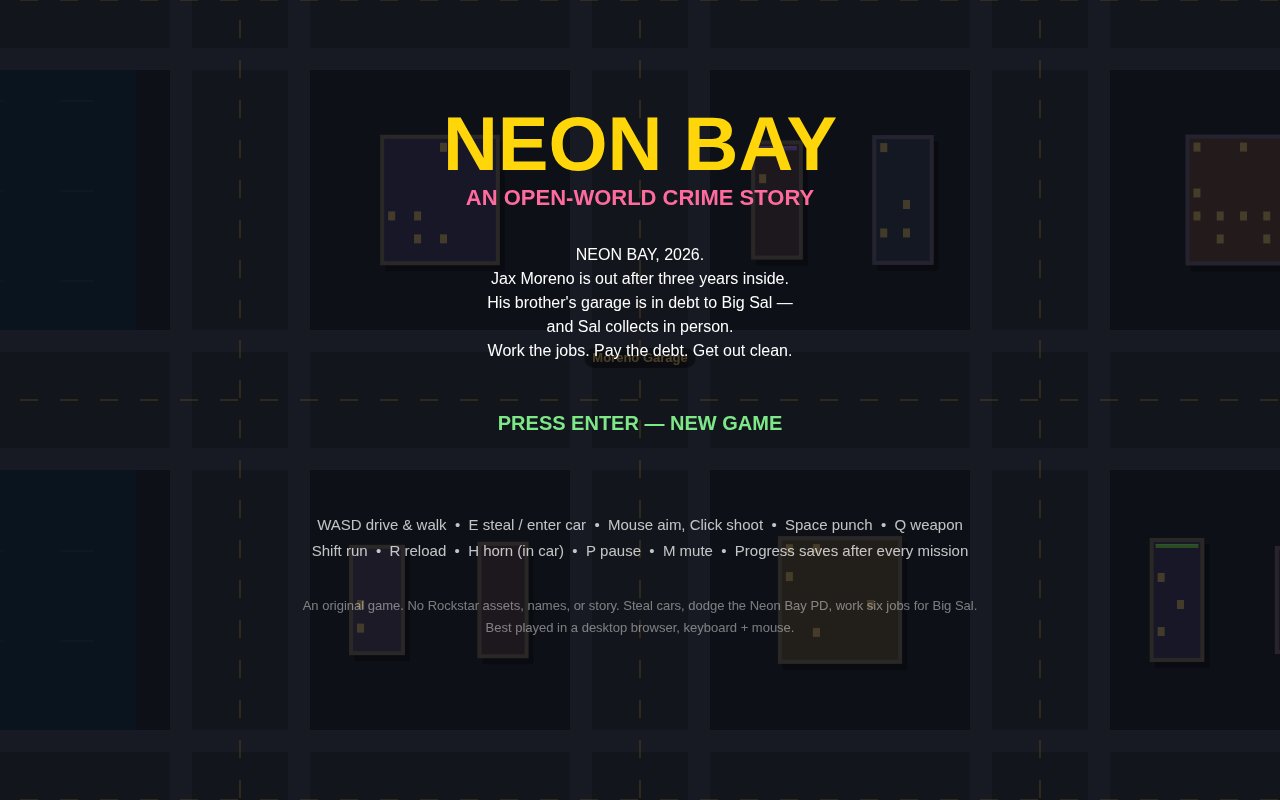 NEON BAY
AN OPEN-WORLD CRIME STORY
NEON BAY, 2026.
Jax Moreno is out after three years inside.
His brother's garage is in debt to Big Sal —
and Sal collects in person.
Work the jobs. Pay the debt. Get out clean.
Moreno Garage
PRESS ENTER — NEW GAME
WASD drive & walk • E steal / enter car • Mouse aim, Click shoot • Space punch • Q weapon
Shift run • R reload • H horn (in car) • P pause • M mute • Progress saves after every mission
An original game. No Rockstar assets, names, or story. Steal cars, dodge the Neon Bay PD, work six jobs for Big Sal.
Best played in a desktop browser, keyboard + mouse.